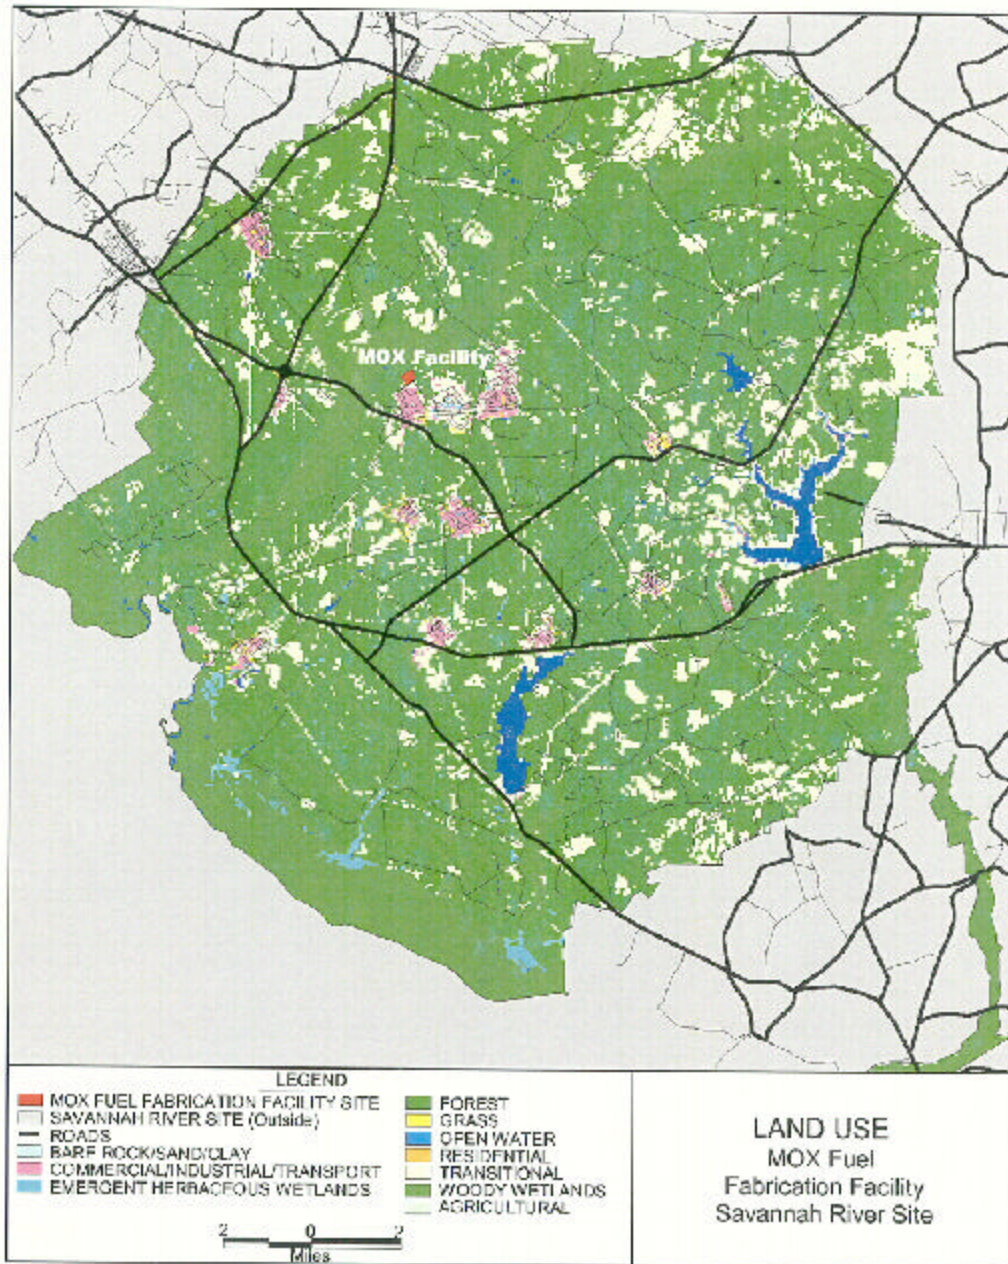 MOX Facility
LEGEND
MOX FUEL FABRICATION FACILITY SITE
SAVANNAH RIVER SITE (Outside)
ROADS
BARE ROCK/SAND/CLAY
COMMERCIAL/INDUSTRIAL/TRANSPORT
EMERGENT HERBACEOUS WETLANDS
FOREST
GRASS
OPEN WATER
RESIDENTIAL
TRANSITIONAL
WOODY WETLANDS
AGRICULTURAL
2 0 2
Miles
LAND USE
MOX Fuel
Fabrication Facility
Savannah River Site